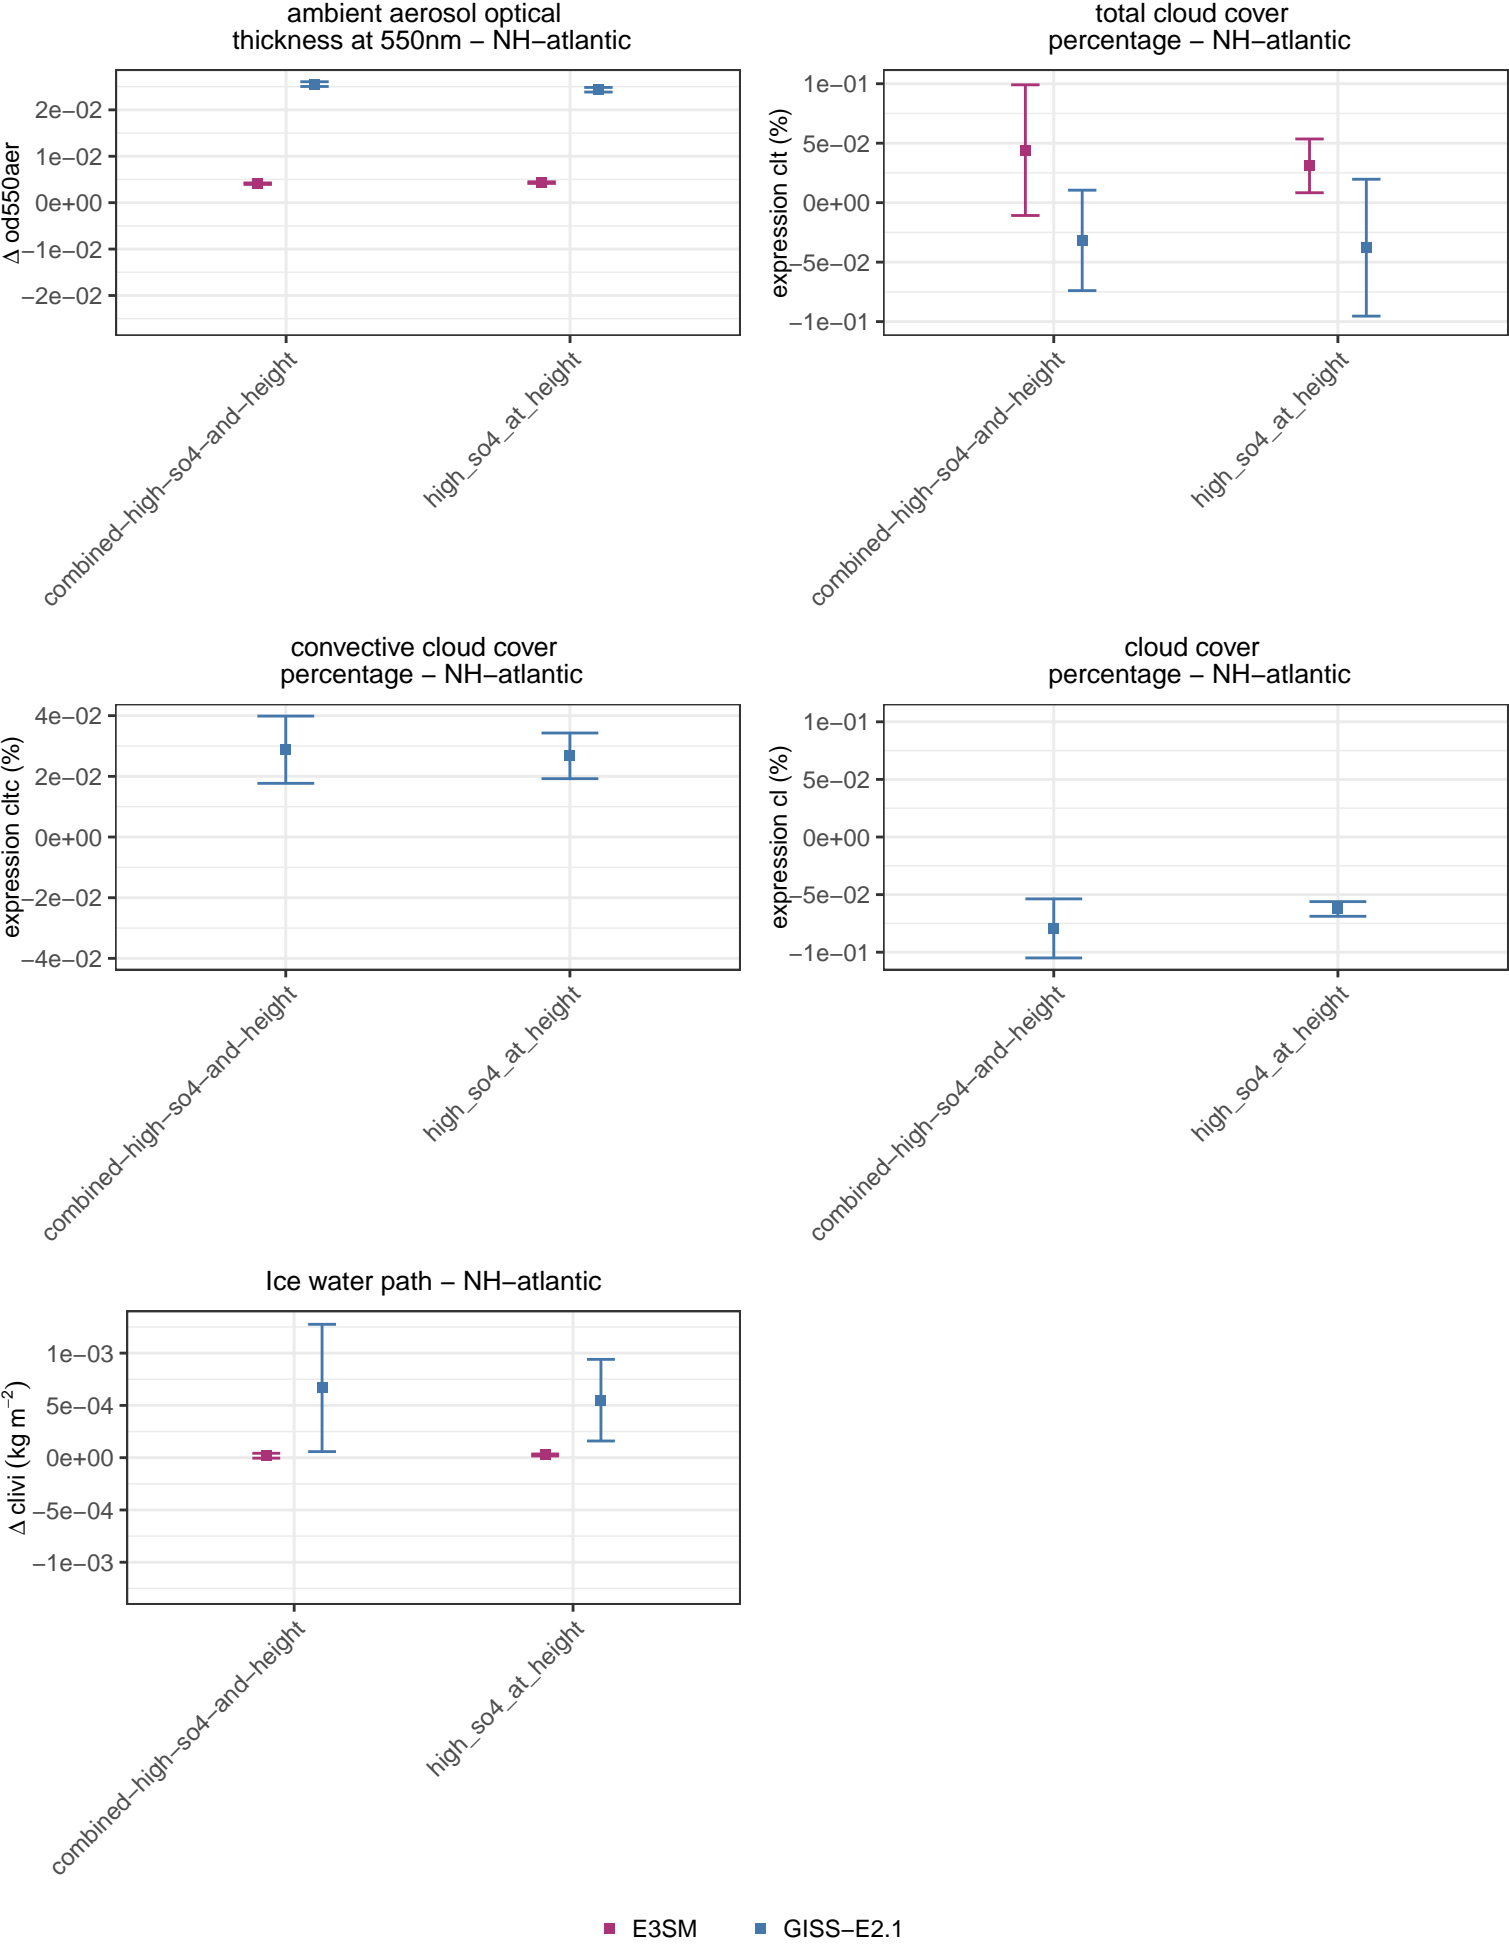 ambient aerosol optical
thickness at 550nm − NH−atlantic
Δ od550aer
2e−02
1e−02
0e+00
−1e−02
−2e−02
combined−high−so4−and−height
high_so4_at_height
total cloud cover
percentage − NH−atlantic
expression clt (%)
1e−01
5e−02
0e+00
−5e−02
−1e−01
combined−high−so4−and−height
high_so4_at_height
convective cloud cover
percentage − NH−atlantic
expression cltc (%)
4e−02
2e−02
0e+00
−2e−02
−4e−02
combined−high−so4−and−height
high_so4_at_height
cloud cover
percentage − NH−atlantic
expression cl (%)
1e−01
5e−02
0e+00
−5e−02
−1e−01
combined−high−so4−and−height
high_so4_at_height
Ice water path − NH−atlantic
Δ clivi (kg m⁻²)
1e−03
5e−04
0e+00
−5e−04
−1e−03
combined−high−so4−and−height
high_so4_at_height
E3SM
GISS−E2.1